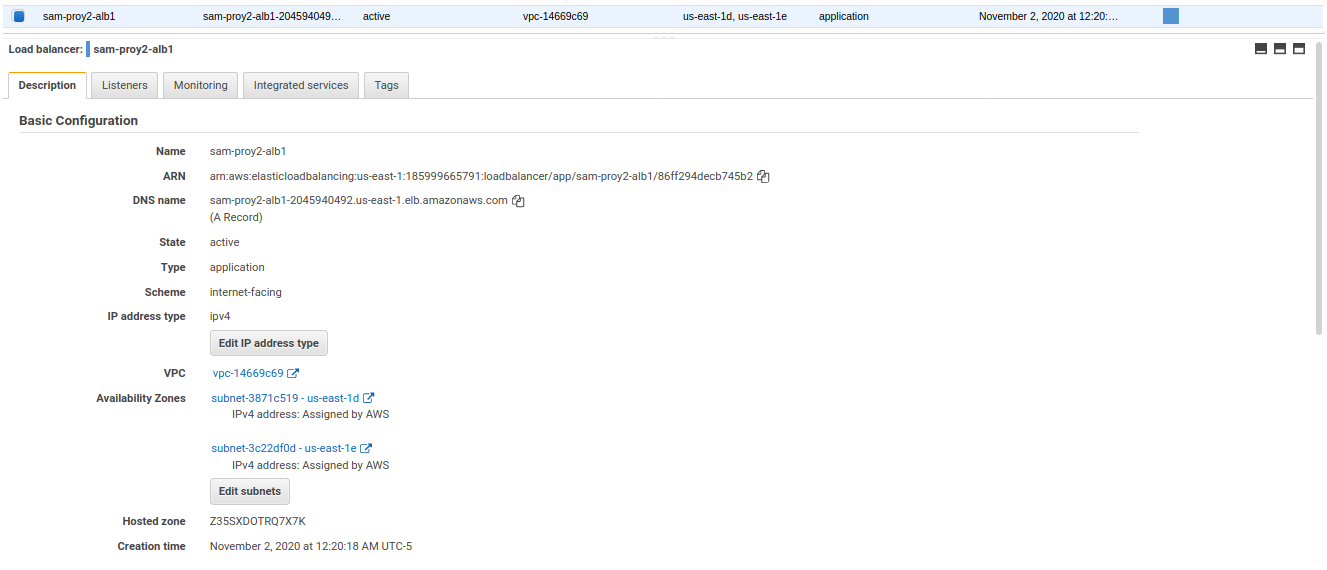 sam-proy2-alb1 sam-proy2-alb1-204594049... active vpc-14669c69 us-east-1d, us-east-1e application November 2, 2020 at 12:20:...
Load balancer: sam-proy2-alb1
Description Listeners Monitoring Integrated services Tags
Basic Configuration
Name sam-proy2-alb1
ARN arn:aws:elasticloadbalancing:us-east-1:185999665791:loadbalancer/app/sam-proy2-alb1/86ff294decb745b2
DNS name sam-proy2-alb1-2045940492.us-east-1.elb.amazonaws.com
(A Record)
State active
Type application
Scheme internet-facing
IP address type ipv4
Edit IP address type
VPC vpc-14669c69
Availability Zones subnet-3871c519 - us-east-1d
IPv4 address: Assigned by AWS
subnet-3c22df0d - us-east-1e
IPv4 address: Assigned by AWS
Edit subnets
Hosted zone Z35SXDOTRQ7X7K
Creation time November 2, 2020 at 12:20:18 AM UTC-5